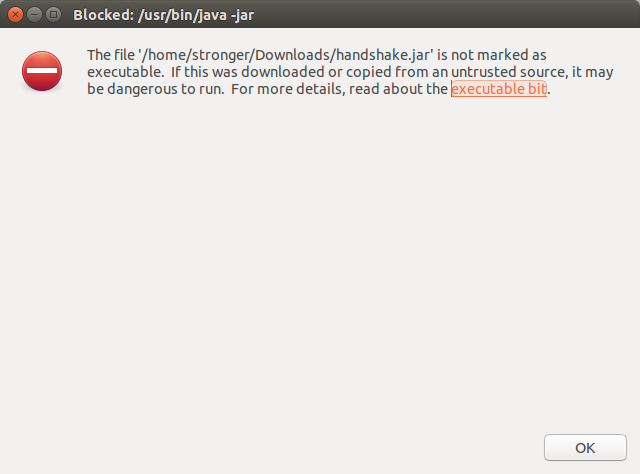 Blocked: /usr/bin/java -jar
The file '/home/stronger/Downloads/handshake.jar' is not marked as
executable.  If this was downloaded or copied from an untrusted source, it may
be dangerous to run.  For more details, read about the executable bit.
OK